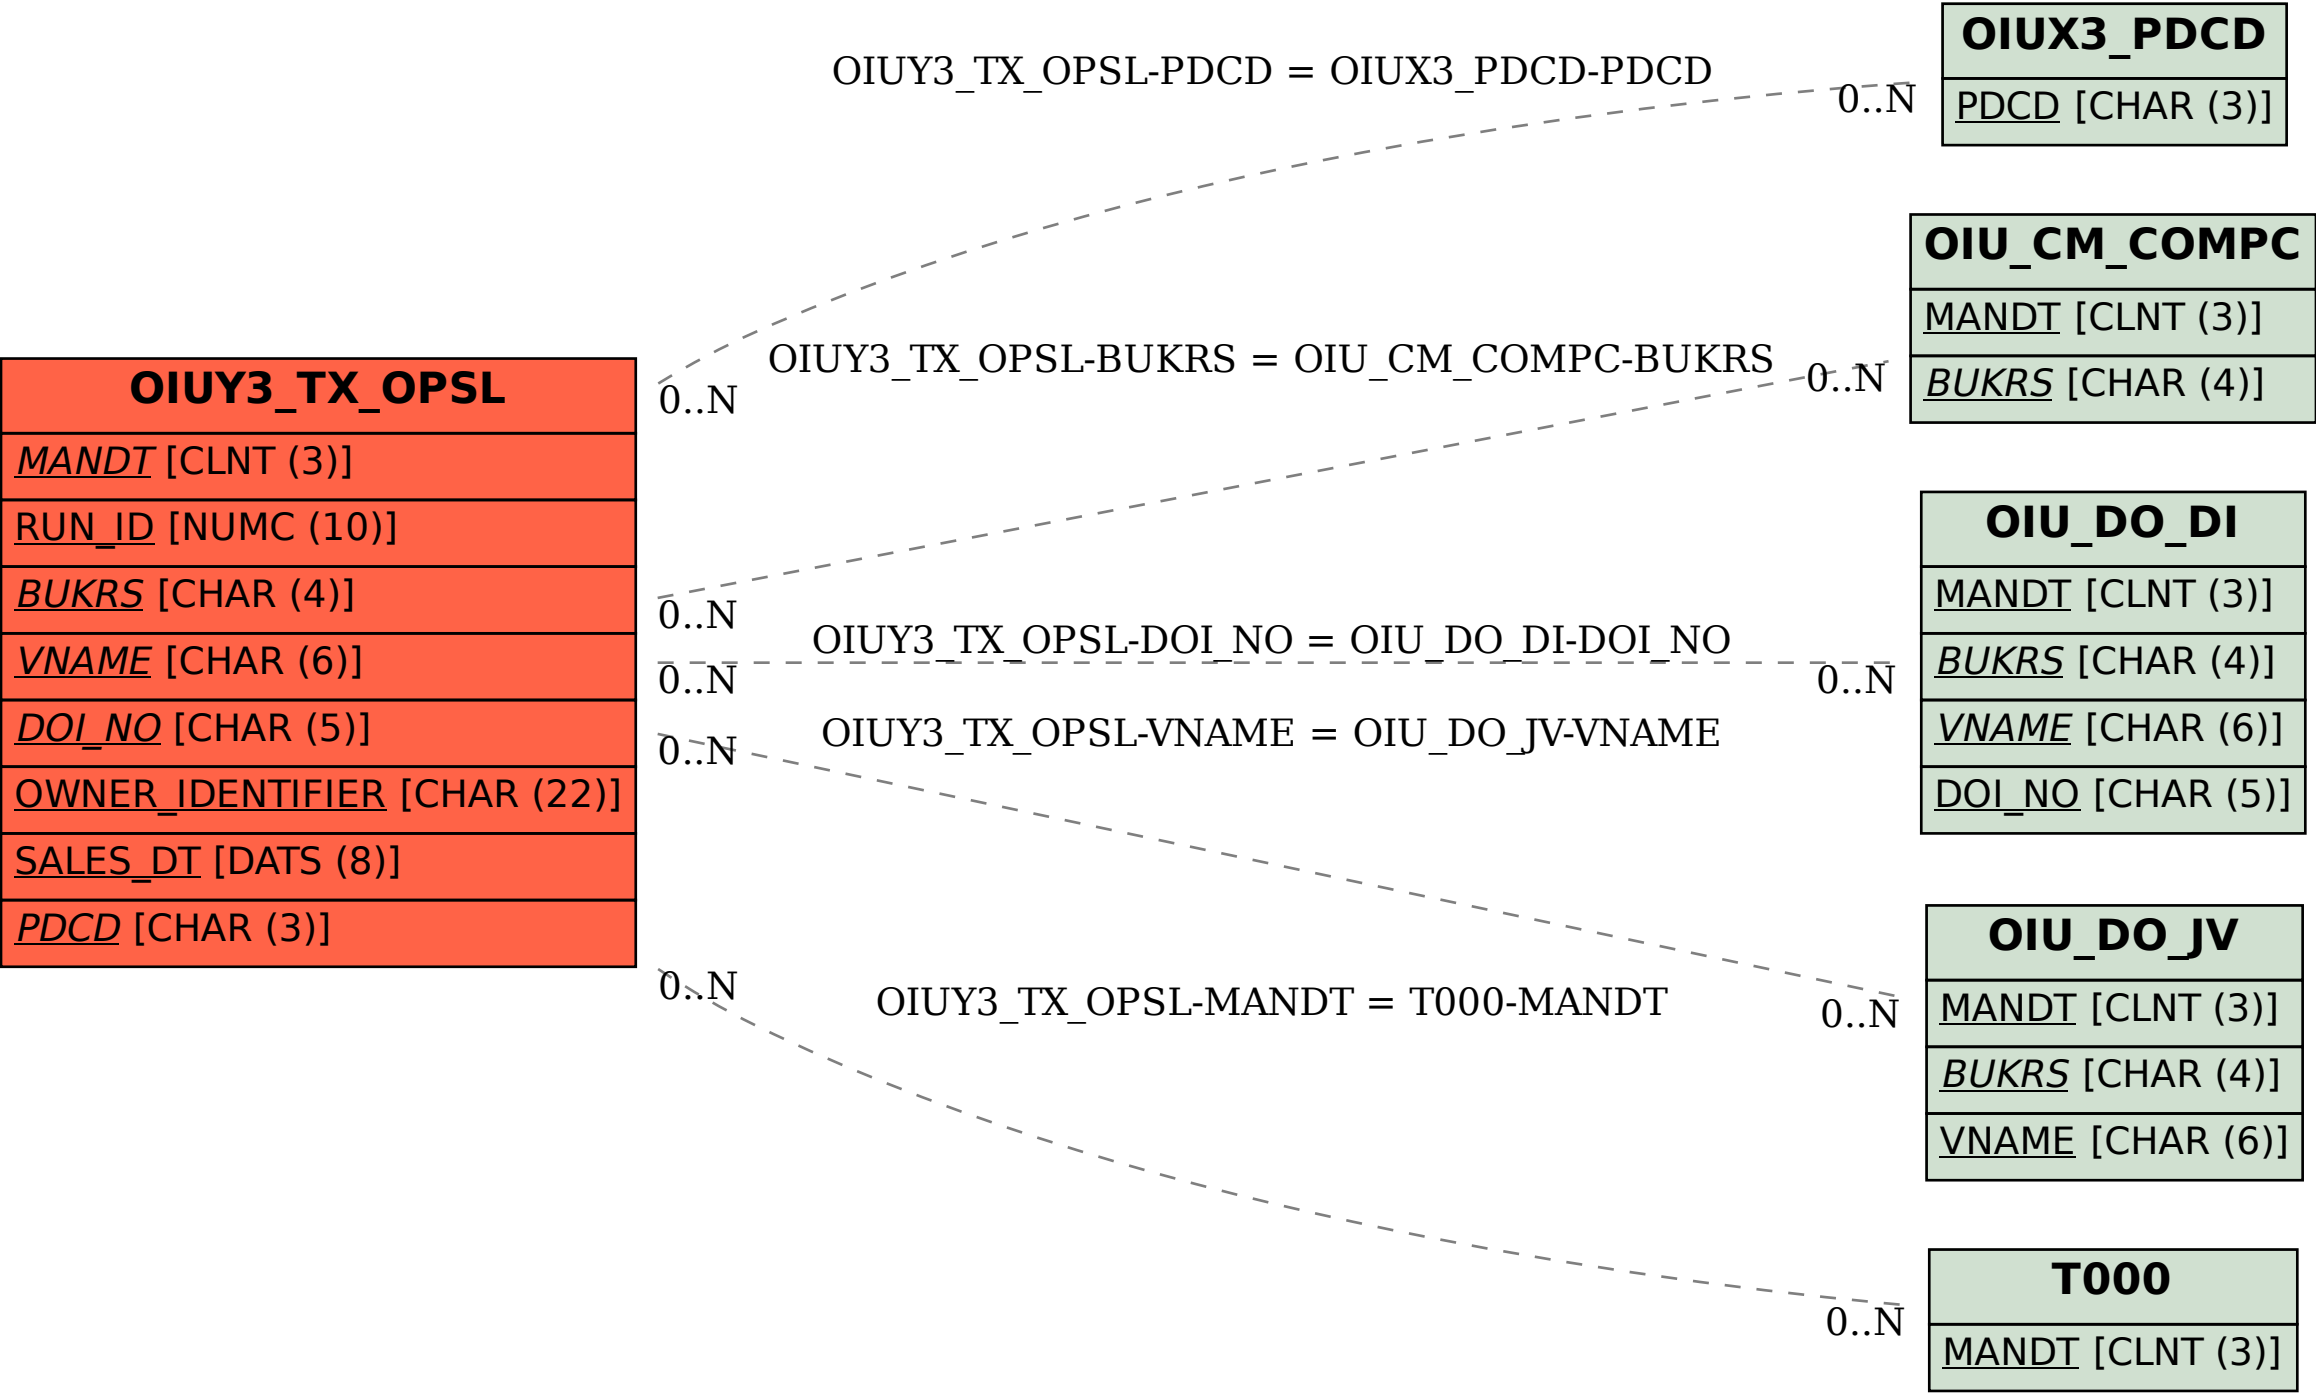 OIUY3_TX_OPSL
MANDT [CLNT (3)]
RUN_ID [NUMC (10)]
BUKRS [CHAR (4)]
VNAME [CHAR (6)]
DOI_NO [CHAR (5)]
OWNER_IDENTIFIER [CHAR (22)]
SALES_DT [DATS (8)]
PDCD [CHAR (3)]
OIUY3_TX_OPSL-PDCD = OIUX3_PDCD-PDCD
0..N
0..N
OIUY3_TX_OPSL-BUKRS = OIU_CM_COMPC-BUKRS
0..N
0..N
OIUY3_TX_OPSL-DOI_NO = OIU_DO_DI-DOI_NO
0..N
0..N
OIUY3_TX_OPSL-VNAME = OIU_DO_JV-VNAME
0..N
0..N
OIUY3_TX_OPSL-MANDT = T000-MANDT
0..N
0..N
OIUX3_PDCD
PDCD [CHAR (3)]
OIU_CM_COMPC
MANDT [CLNT (3)]
BUKRS [CHAR (4)]
OIU_DO_DI
MANDT [CLNT (3)]
BUKRS [CHAR (4)]
VNAME [CHAR (6)]
DOI_NO [CHAR (5)]
OIU_DO_JV
MANDT [CLNT (3)]
BUKRS [CHAR (4)]
VNAME [CHAR (6)]
T000
MANDT [CLNT (3)]